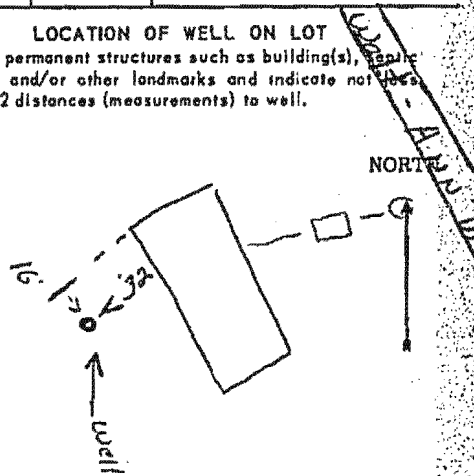 LOCATION OF WELL ON LOT
permanent structures such as building(s), septic
and/or other landmarks and indicate not less
2 distances (measurements) to well.
NORTH
16'
32
well